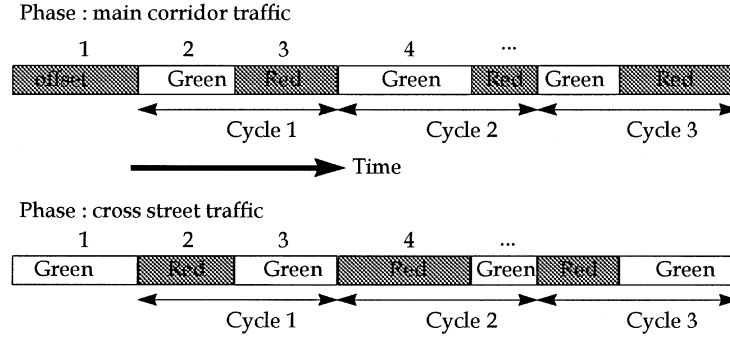 Phase : main corridor traffic
1 2 3 4 ...
offset Green Red Green Red Green Red
Cycle 1 Cycle 2 Cycle 3
Time
Phase : cross street traffic
1 2 3 4 ...
Green Red Green Red Green Red Green
Cycle 1 Cycle 2 Cycle 3